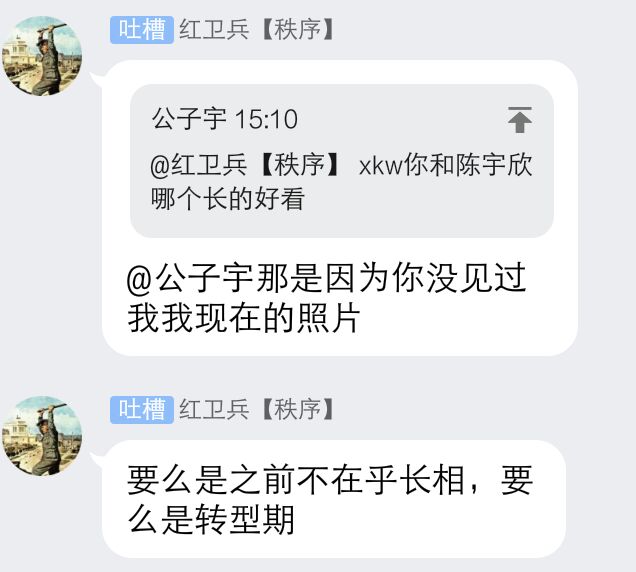 吐槽 红卫兵【秩序】
公子宇 15:10
@红卫兵【秩序】 xkw你和陈宇欣
哪个长的好看
@公子宇那是因为你没见过
我我现在的照片
吐槽 红卫兵【秩序】
要么是之前不在乎长相，要
么是转型期